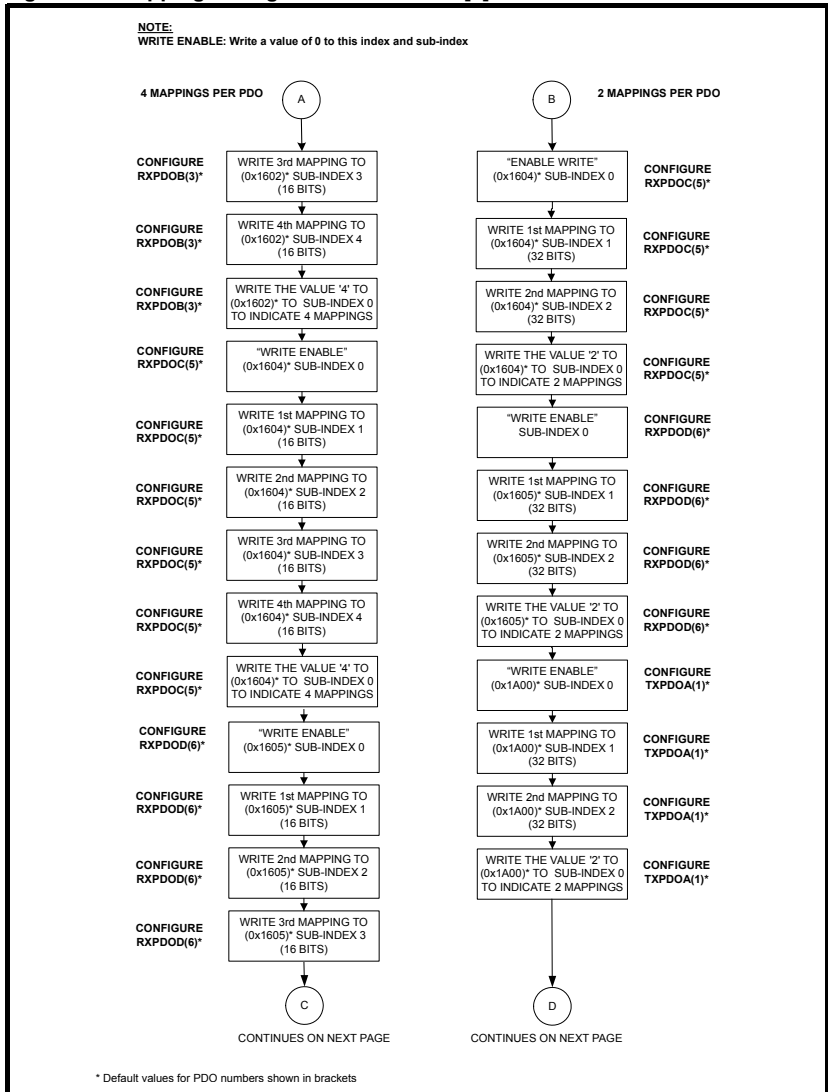 NOTE:
WRITE ENABLE: Write a value of 0 to this index and sub-index
4 MAPPINGS PER PDO
A
CONFIGURE
RXPDOB(3)*
WRITE 3rd MAPPING TO
(0x1602)* SUB-INDEX 3
(16 BITS)
CONFIGURE
RXPDOB(3)*
WRITE 4th MAPPING TO
(0x1602)* SUB-INDEX 4
(16 BITS)
CONFIGURE
RXPDOB(3)*
WRITE THE VALUE '4' TO
(0x1602)* TO SUB-INDEX 0
TO INDICATE 4 MAPPINGS
CONFIGURE
RXPDOC(5)*
"WRITE ENABLE"
(0x1604)* SUB-INDEX 0
CONFIGURE
RXPDOC(5)*
WRITE 1st MAPPING TO
(0x1604)* SUB-INDEX 1
(16 BITS)
CONFIGURE
RXPDOC(5)*
WRITE 2nd MAPPING TO
(0x1604)* SUB-INDEX 2
(16 BITS)
CONFIGURE
RXPDOC(5)*
WRITE 3rd MAPPING TO
(0x1604)* SUB-INDEX 3
(16 BITS)
CONFIGURE
RXPDOC(5)*
WRITE 4th MAPPING TO
(0x1604)* SUB-INDEX 4
(16 BITS)
CONFIGURE
RXPDOC(5)*
WRITE THE VALUE '4' TO
(0x1604)* TO SUB-INDEX 0
TO INDICATE 4 MAPPINGS
CONFIGURE
RXPDOD(6)*
"WRITE ENABLE"
(0x1605)* SUB-INDEX 0
CONFIGURE
RXPDOD(6)*
WRITE 1st MAPPING TO
(0x1605)* SUB-INDEX 1
(16 BITS)
CONFIGURE
RXPDOD(6)*
WRITE 2nd MAPPING TO
(0x1605)* SUB-INDEX 2
(16 BITS)
CONFIGURE
RXPDOD(6)*
WRITE 3rd MAPPING TO
(0x1605)* SUB-INDEX 3
(16 BITS)
C
CONTINUES ON NEXT PAGE
B
2 MAPPINGS PER PDO
"ENABLE WRITE"
(0x1604)* SUB-INDEX 0
CONFIGURE
RXPDOC(5)*
WRITE 1st MAPPING TO
(0x1604)* SUB-INDEX 1
(32 BITS)
CONFIGURE
RXPDOC(5)*
WRITE 2nd MAPPING TO
(0x1604)* SUB-INDEX 2
(32 BITS)
CONFIGURE
RXPDOC(5)*
WRITE THE VALUE '2' TO
(0x1604)* TO SUB-INDEX 0
TO INDICATE 2 MAPPINGS
CONFIGURE
RXPDOC(5)*
"WRITE ENABLE"
SUB-INDEX 0
CONFIGURE
RXPDOD(6)*
WRITE 1st MAPPING TO
(0x1605)* SUB-INDEX 1
(32 BITS)
CONFIGURE
RXPDOD(6)*
WRITE 2nd MAPPING TO
(0x1605)* SUB-INDEX 2
(32 BITS)
CONFIGURE
RXPDOD(6)*
WRITE THE VALUE '2' TO
(0x1605)* TO SUB-INDEX 0
TO INDICATE 2 MAPPINGS
CONFIGURE
RXPDOD(6)*
"WRITE ENABLE"
(0x1A00)* SUB-INDEX 0
CONFIGURE
TXPDOA(1)*
WRITE 1st MAPPING TO
(0x1A00)* SUB-INDEX 1
(32 BITS)
CONFIGURE
TXPDOA(1)*
WRITE 2nd MAPPING TO
(0x1A00)* SUB-INDEX 2
(32 BITS)
CONFIGURE
TXPDOA(1)*
WRITE THE VALUE '2' TO
(0x1A00)* TO SUB-INDEX 0
TO INDICATE 2 MAPPINGS
CONFIGURE
TXPDOA(1)*
D
CONTINUES ON NEXT PAGE
* Default values for PDO numbers shown in brackets